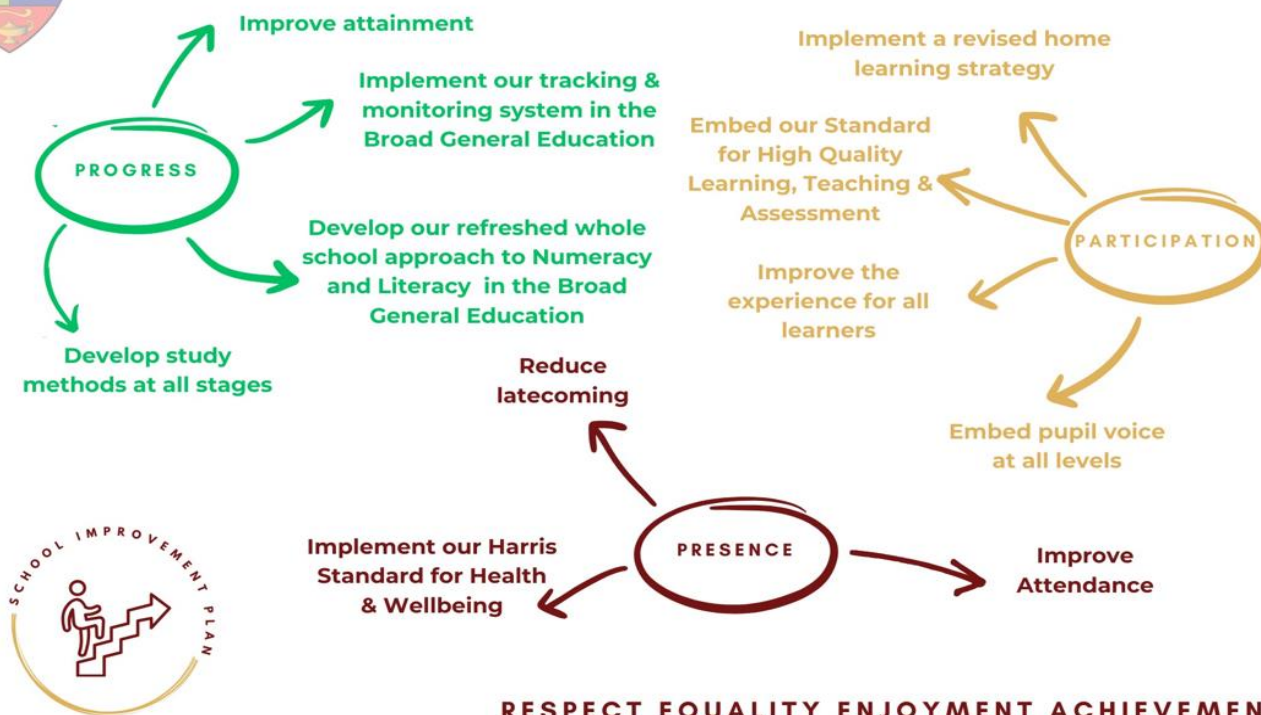 Improve attainment
Implement our tracking &
monitoring system in the
Broad General Education
PROGRESS
Develop our refreshed whole
school approach to Numeracy
and Literacy in the Broad
General Education
Develop study
methods at all stages
Implement a revised home
learning strategy
Embed our Standard
for High Quality
Learning, Teaching &
Assessment
PARTICIPATION
Improve the
experience for all
learners
Embed pupil voice
at all levels
Reduce
latecoming
PRESENCE
Implement our Harris
Standard for Health
& Wellbeing
Improve
Attendance
SCHOOL IMPROVEMENT PLAN
RESPECT EQUALITY ENJOYMENT ACHIEVEMEN